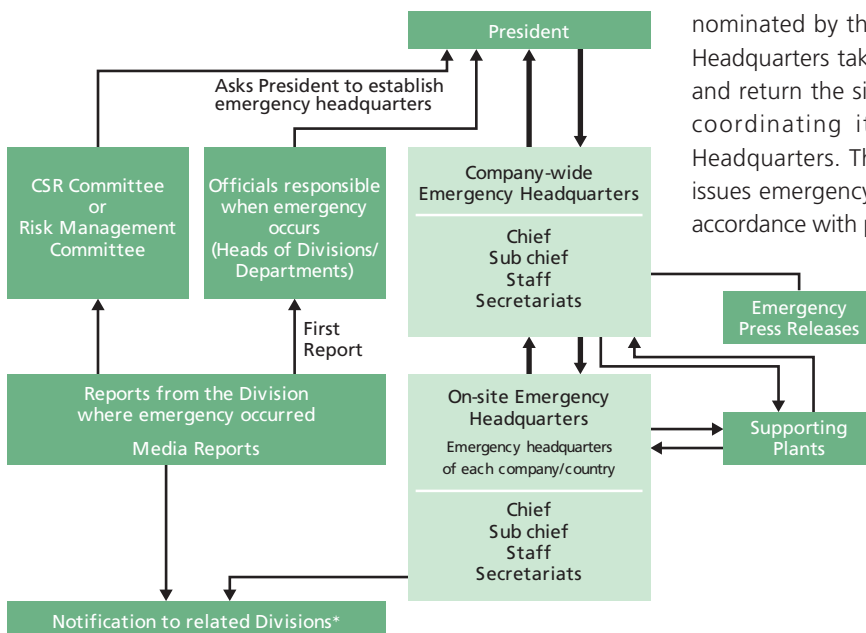 President
Asks President to establish
emergency headquarters
CSR Committee
or
Risk Management
Committee
Officials responsible
when emergency
occurs
(Heads of Divisions/
Departments)
Company-wide
Emergency Headquarters
Chief
Sub chief
Staff
Secretariats
Emergency
Press Releases
First
Report
Reports from the Division
where emergency occurred
Media Reports
On-site Emergency
Headquarters
Emergency headquarters
of each company/country
Chief
Sub chief
Staff
Secretariats
Supporting
Plants
Notification to related Divisions*
nominated by th
Headquarters tak
and return the si
coordinating it
Headquarters. Th
issues emergency
accordance with p